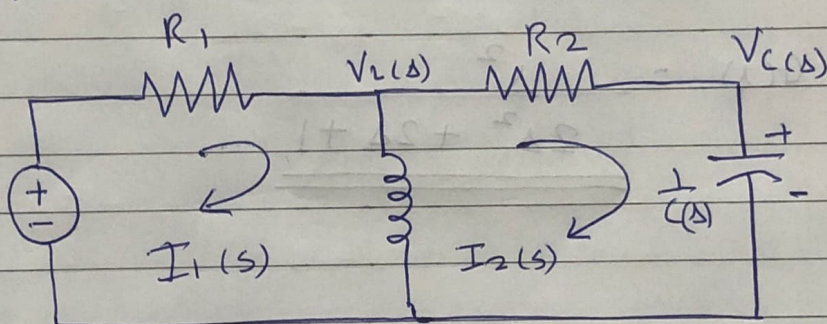 R1
R2
VL(s)
VC(s)
+
-
I1(s)
I2(s)
1/C(s)
+
-